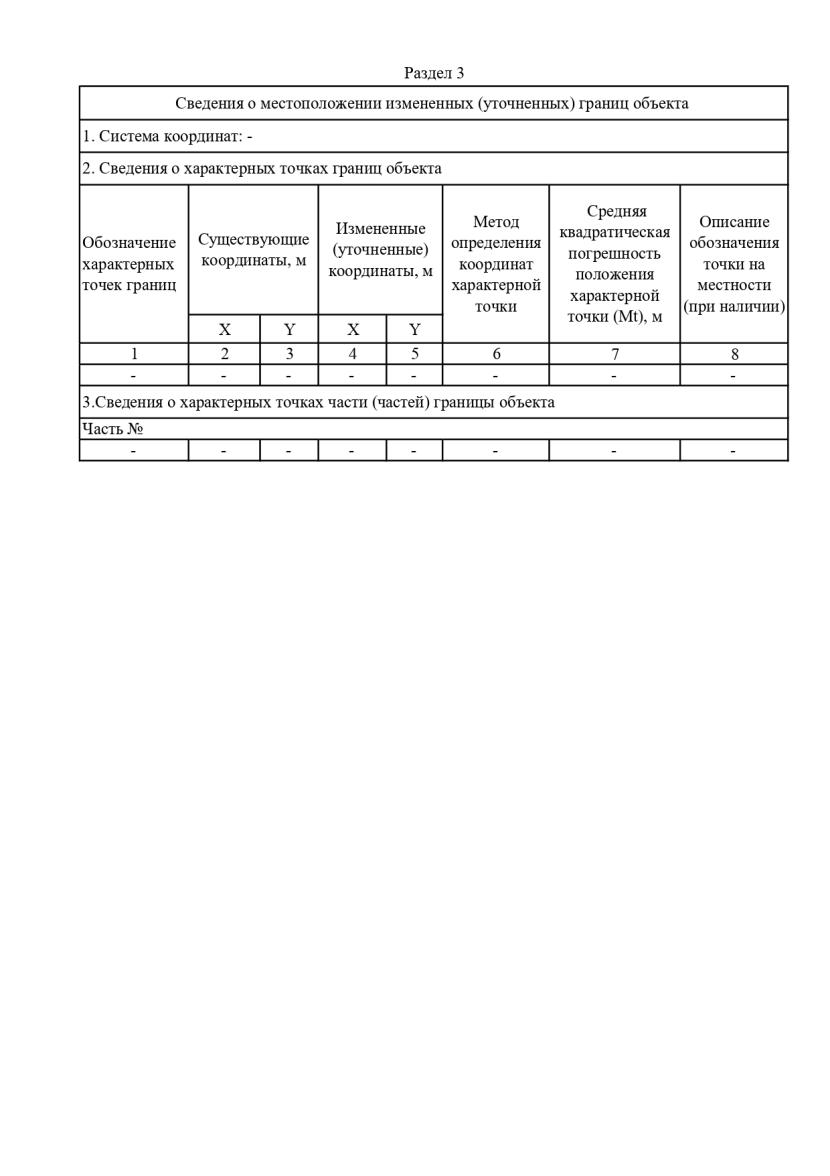 Раздел 3
Сведения о местоположении измененных (уточненных) границ объекта
1. Система координат: -
2. Сведения о характерных точках границ объекта
Обозначение
характерных
точек границ
Существующие
координаты, м
Измененные
(уточненные)
координаты, м
Метод
определения
координат
характерной
точки
Средняя
квадратическая
погрешность
положения
характерной
точки (Mt), м
Описание
обозначения
точки на
местности
(при наличии)
X Y X Y
1 2 3 4 5 6 7 8
- - - - - - - -
3.Сведения о характерных точках части (частей) границы объекта
Часть №
- - - - - - - -